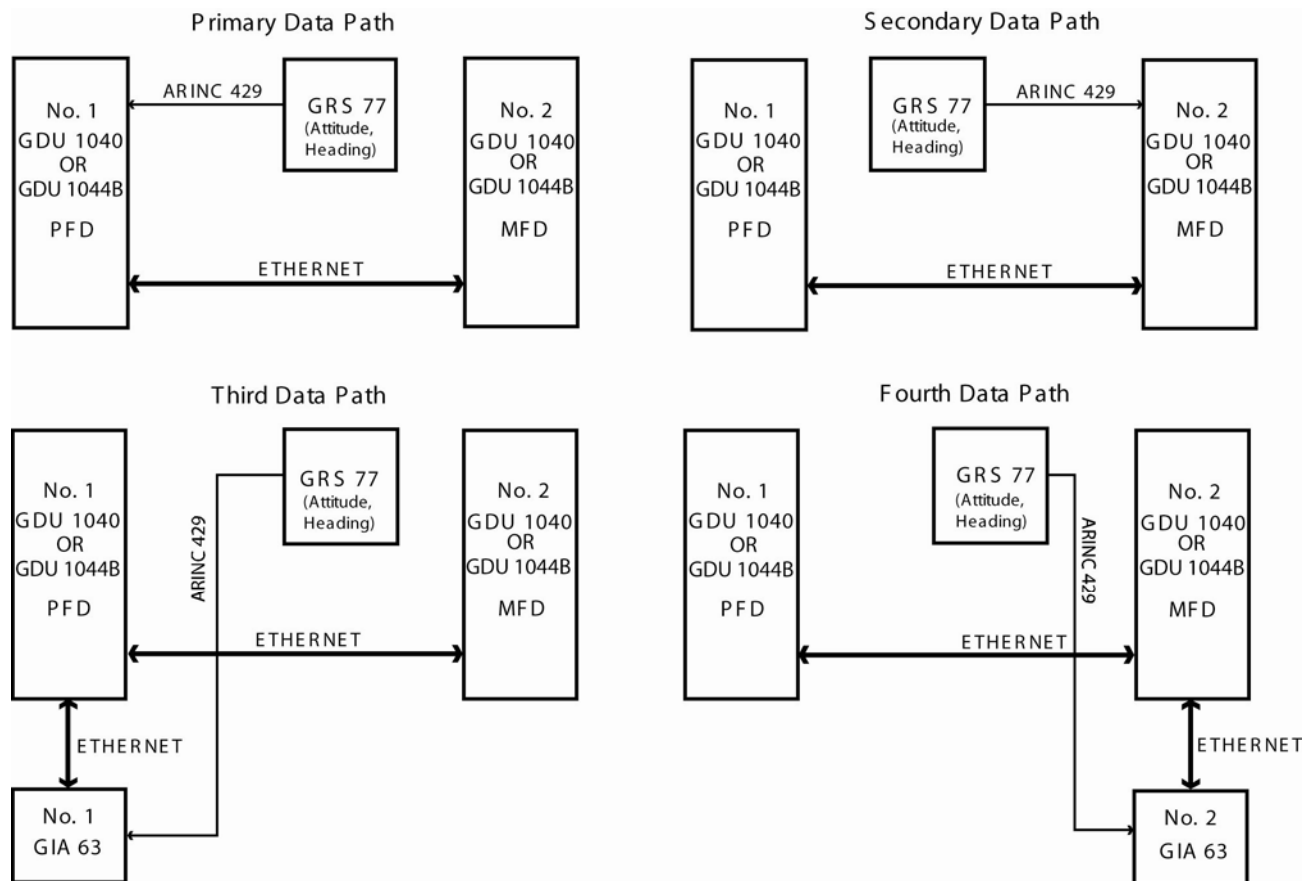 Primary Data Path
No. 1
GDU 1040
OR
GDU 1044B
PFD
ARINC 429
GRS 77
(Attitude,
Heading)
No. 2
GDU 1040
OR
GDU 1044B
MFD
ETHERNET
Secondary Data Path
No. 1
GDU 1040
OR
GDU 1044B
PFD
GRS 77
(Attitude,
Heading)
ARINC 429
No. 2
GDU 1040
OR
GDU 1044B
MFD
ETHERNET
Third Data Path
No. 1
GDU 1040
OR
GDU 1044B
PFD
ARINC 429
GRS 77
(Attitude,
Heading)
No. 2
GDU 1040
OR
GDU 1044B
MFD
ETHERNET
ETHERNET
No. 1
GIA 63
Fourth Data Path
No. 1
GDU 1040
OR
GDU 1044B
PFD
GRS 77
(Attitude,
Heading)
ARINC 429
No. 2
GDU 1040
OR
GDU 1044B
MFD
ETHERNET
ETHERNET
No. 2
GIA 63